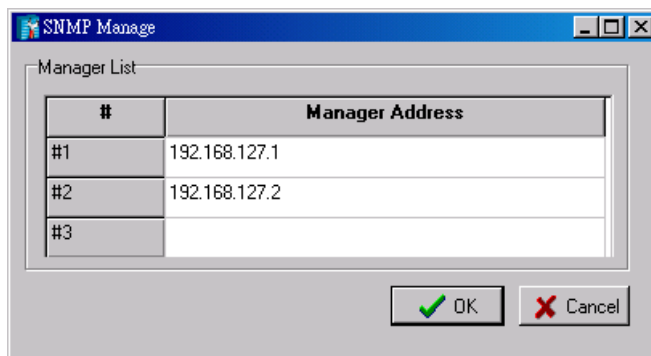 SNMP Manage
Manager List
# Manager Address
#1 192.168.127.1
#2 192.168.127.2
#3
OK Cancel